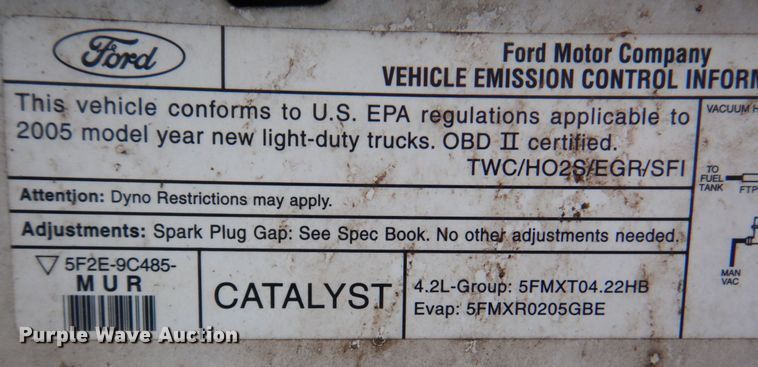 Ford
Ford Motor Company
VEHICLE EMISSION CONTROL INFORM
This vehicle conforms to U.S. EPA regulations applicable to
2005 model year new light-duty trucks. OBD II certified.
TWC/HO2S/EGR/SFI
Attention: Dyno Restrictions may apply.
Adjustments: Spark Plug Gap: See Spec Book. No other adjustments needed.
5F2E-9C485-
MUR
CATALYST
4.2L-Group: 5FMXT04.22HB
Evap: 5FMXR0205GBE
VACUUM H
TO
FUEL
TANK
FTP
MAN
VAC
Purple Wave Auction
Purple Wave Auction